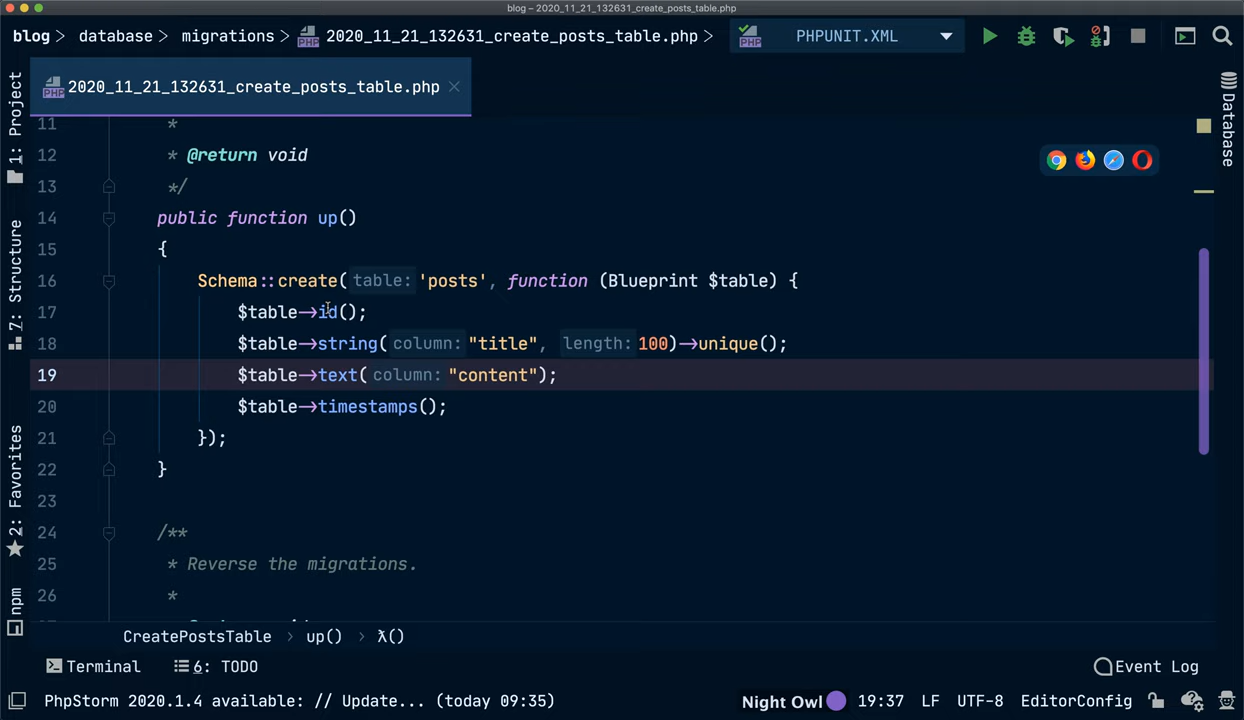 blog – 2020_11_21_132631_create_posts_table.php
blog > database > migrations > 2020_11_21_132631_create_posts_table.php > PHPUNIT.XML
2020_11_21_132631_create_posts_table.php
1: Project
7: Structure
2: Favorites
npm
Database
11 *
12 * @return void
13 */
14 public function up()
15 {
16 Schema::create( table: 'posts', function (Blueprint $table) {
17 $table->id();
18 $table->string( column: "title", length: 100)->unique();
19 $table->text( column: "content");
20 $table->timestamps();
21 });
22 }
23
24 /**
25 * Reverse the migrations.
26 *
CreatePostsTable > up() > λ()
Terminal 6: TODO Event Log
PhpStorm 2020.1.4 available: // Update... (today 09:35) Night Owl 19:37 LF UTF-8 EditorConfig